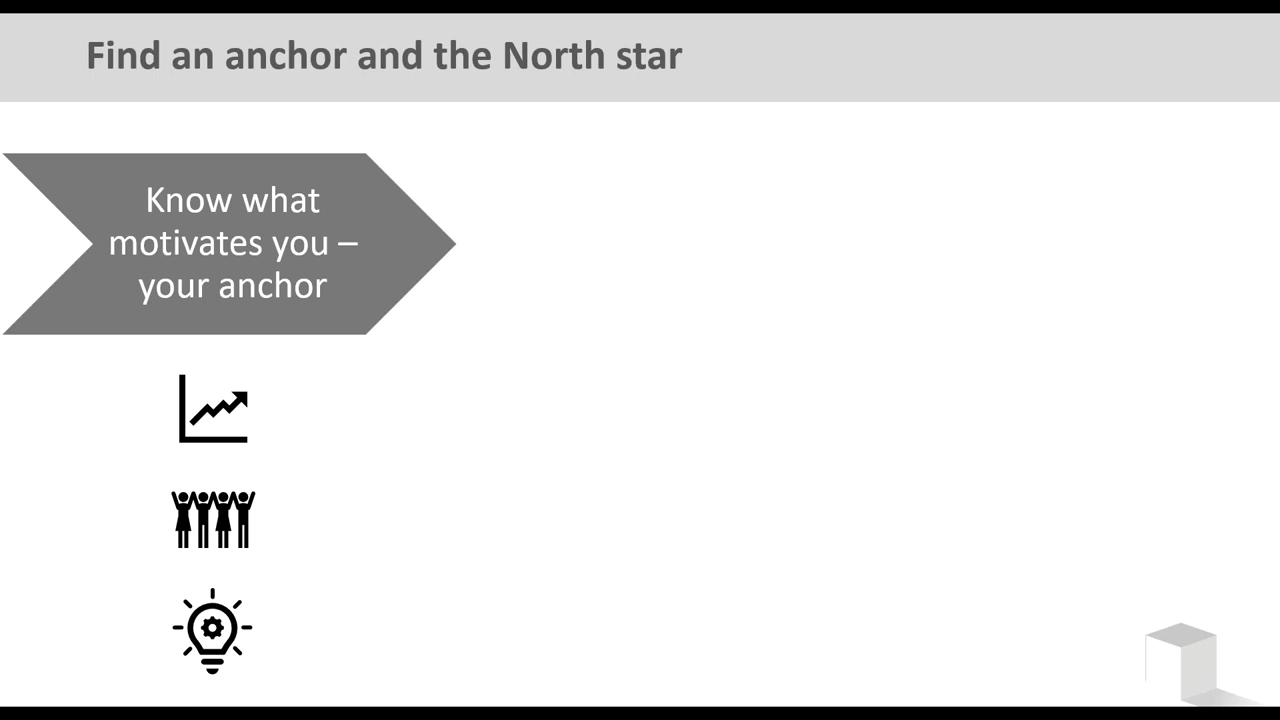 Find an anchor and the North star
Know what
motivates you –
your anchor